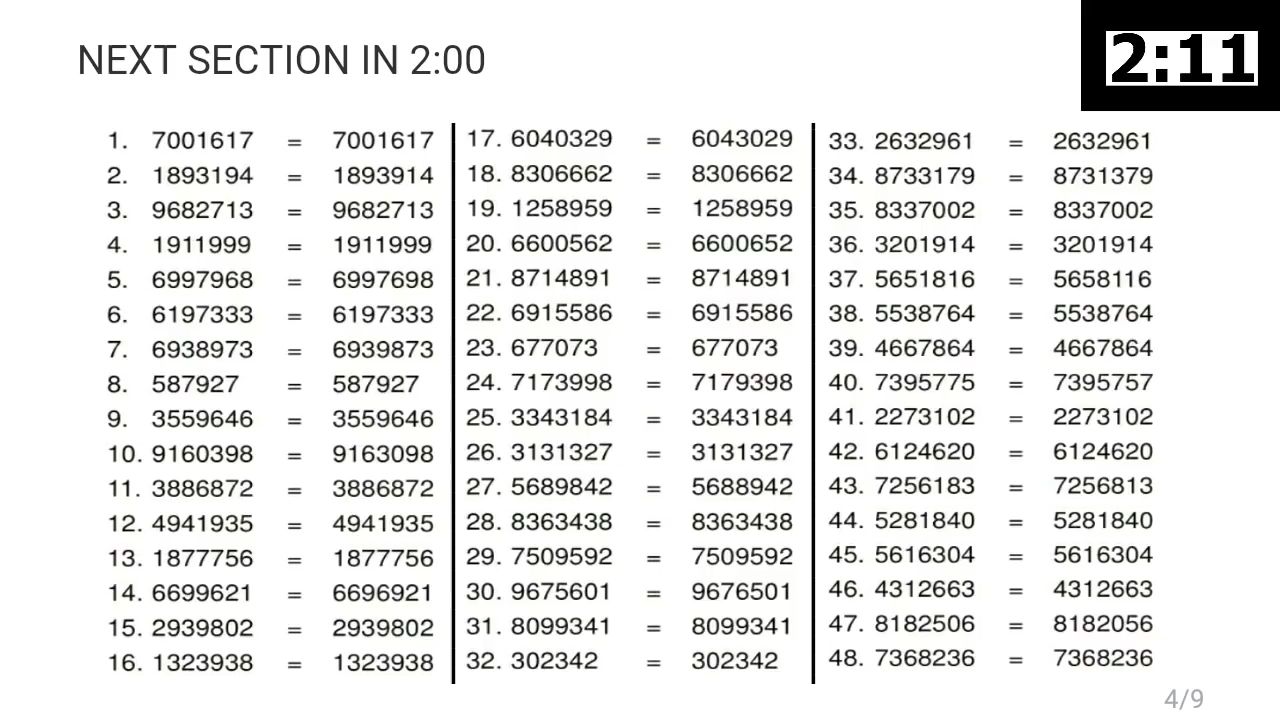 NEXT SECTION IN 2:00
2:11
1. 7001617 = 7001617
2. 1893194 = 1893914
3. 9682713 = 9682713
4. 1911999 = 1911999
5. 6997968 = 6997698
6. 6197333 = 6197333
7. 6938973 = 6939873
8. 587927 = 587927
9. 3559646 = 3559646
10. 9160398 = 9163098
11. 3886872 = 3886872
12. 4941935 = 4941935
13. 1877756 = 1877756
14. 6699621 = 6696921
15. 2939802 = 2939802
16. 1323938 = 1323938
17. 6040329 = 6043029
18. 8306662 = 8306662
19. 1258959 = 1258959
20. 6600562 = 6600652
21. 8714891 = 8714891
22. 6915586 = 6915586
23. 677073 = 677073
24. 7173998 = 7179398
25. 3343184 = 3343184
26. 3131327 = 3131327
27. 5689842 = 5688942
28. 8363438 = 8363438
29. 7509592 = 7509592
30. 9675601 = 9676501
31. 8099341 = 8099341
32. 302342 = 302342
33. 2632961 = 2632961
34. 8733179 = 8731379
35. 8337002 = 8337002
36. 3201914 = 3201914
37. 5651816 = 5658116
38. 5538764 = 5538764
39. 4667864 = 4667864
40. 7395775 = 7395757
41. 2273102 = 2273102
42. 6124620 = 6124620
43. 7256183 = 7256813
44. 5281840 = 5281840
45. 5616304 = 5616304
46. 4312663 = 4312663
47. 8182506 = 8182056
48. 7368236 = 7368236
4/9